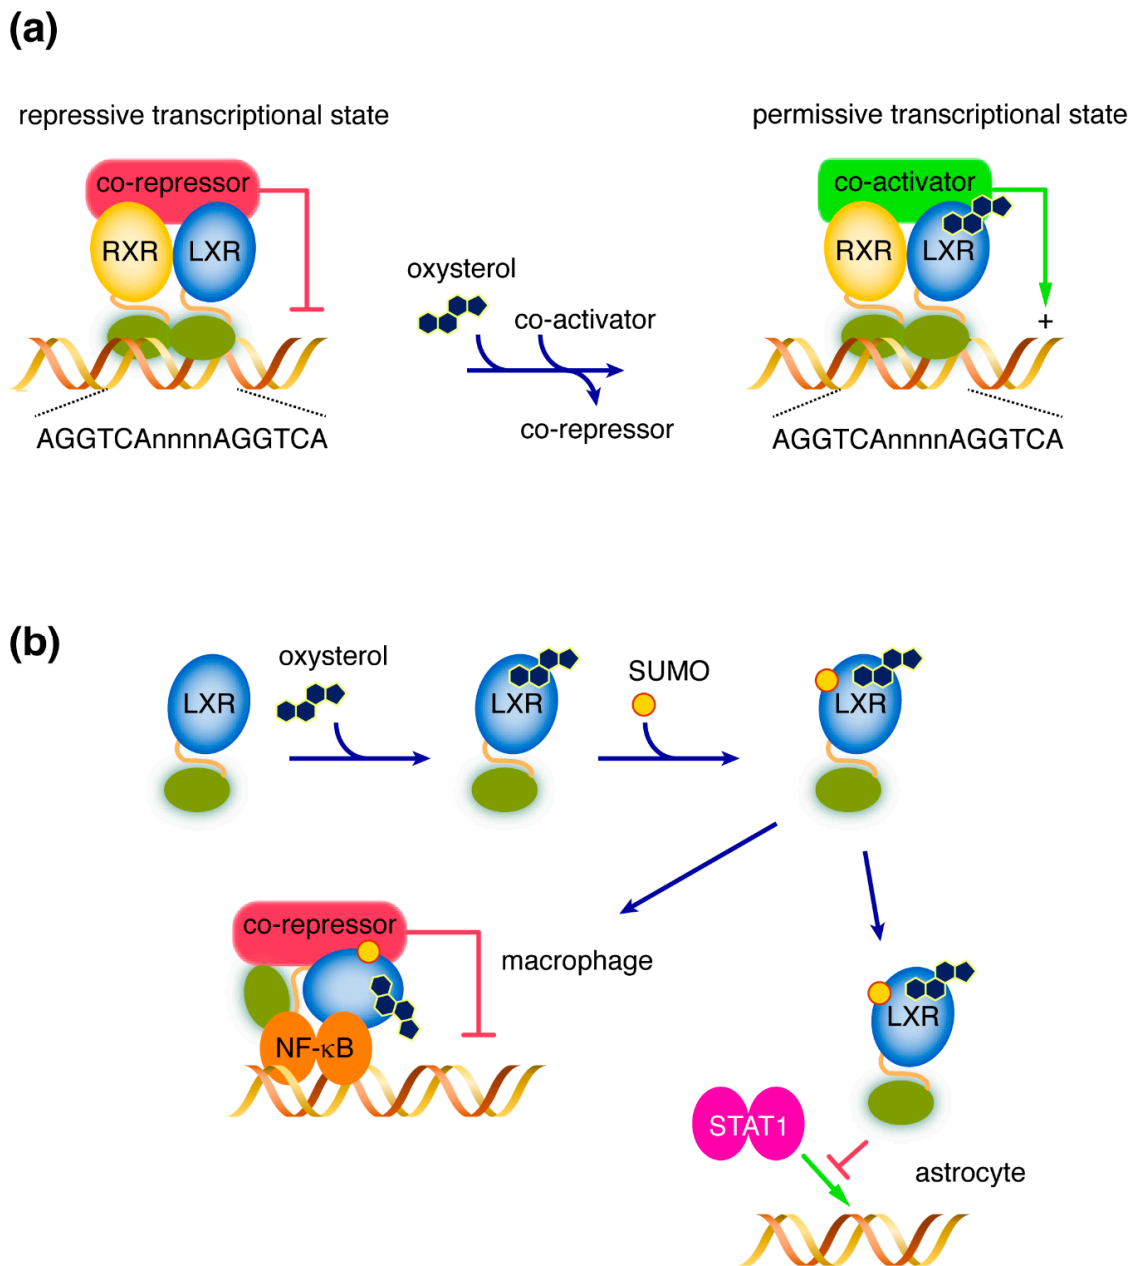 (a)
repressive transcriptional state
permissive transcriptional state
co-repressor
co-activator
RXR
LXR
RXR
LXR
oxysterol
co-activator
+
co-repressor
AGGTCAnnnnAGGTCA
AGGTCAnnnnAGGTCA
(b)
oxysterol
SUMO
LXR
LXR
LXR
co-repressor
macrophage
LXR
NF-κB
STAT1
astrocyte